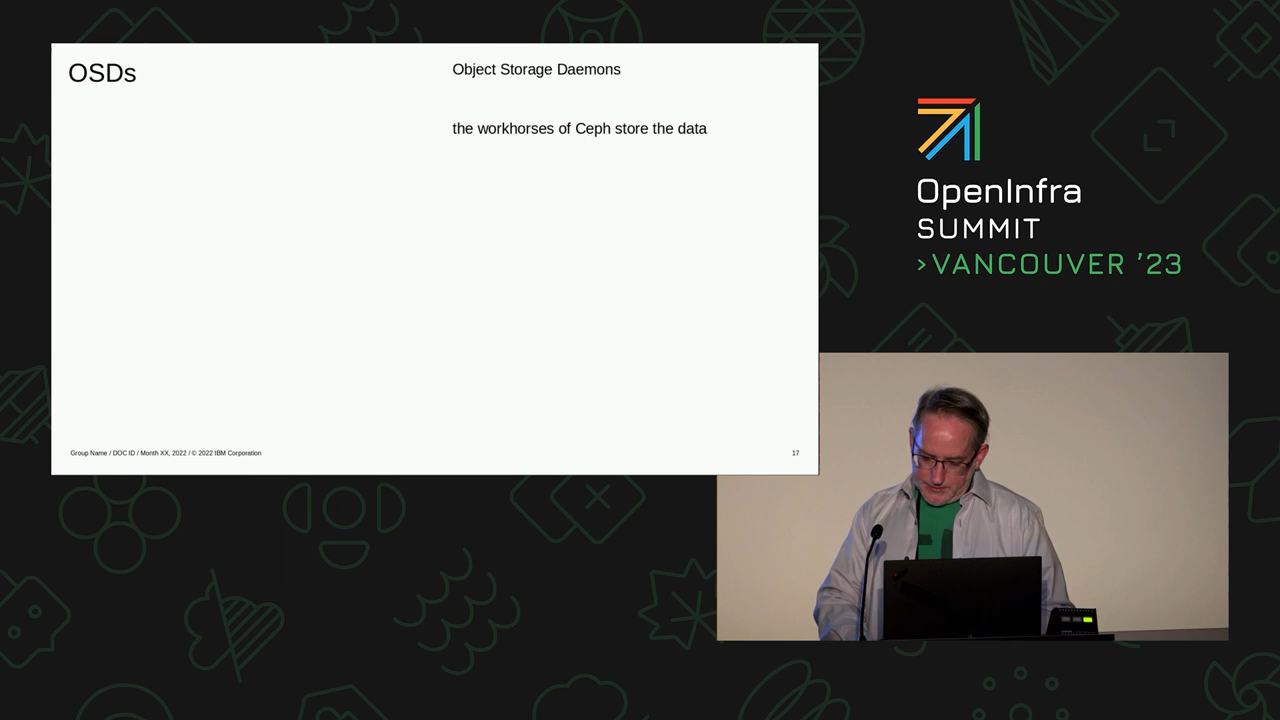 OSDs
Object Storage Daemons
the workhorses of Ceph store the data
Group Name / DOC ID / Month XX, 2022 / © 2022 IBM Corporation
17
OpenInfra
SUMMIT
>VANCOUVER ’23